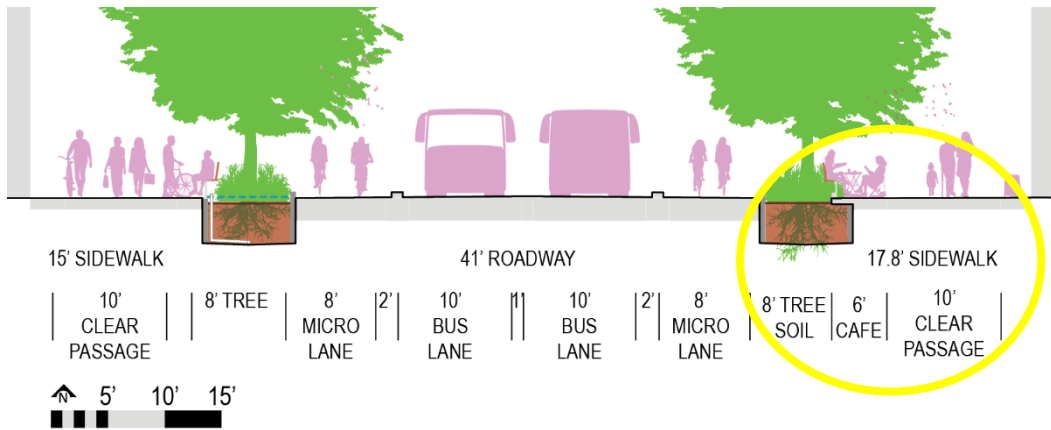 15' SIDEWALK
41' ROADWAY
17.8' SIDEWALK
10'
CLEAR
PASSAGE
8' TREE
8'
MICRO
LANE
2'
10'
BUS
LANE
1'
10'
BUS
LANE
2'
8'
MICRO
LANE
8' TREE
SOIL
6'
CAFE
10'
CLEAR
PASSAGE
N 5' 10' 15'